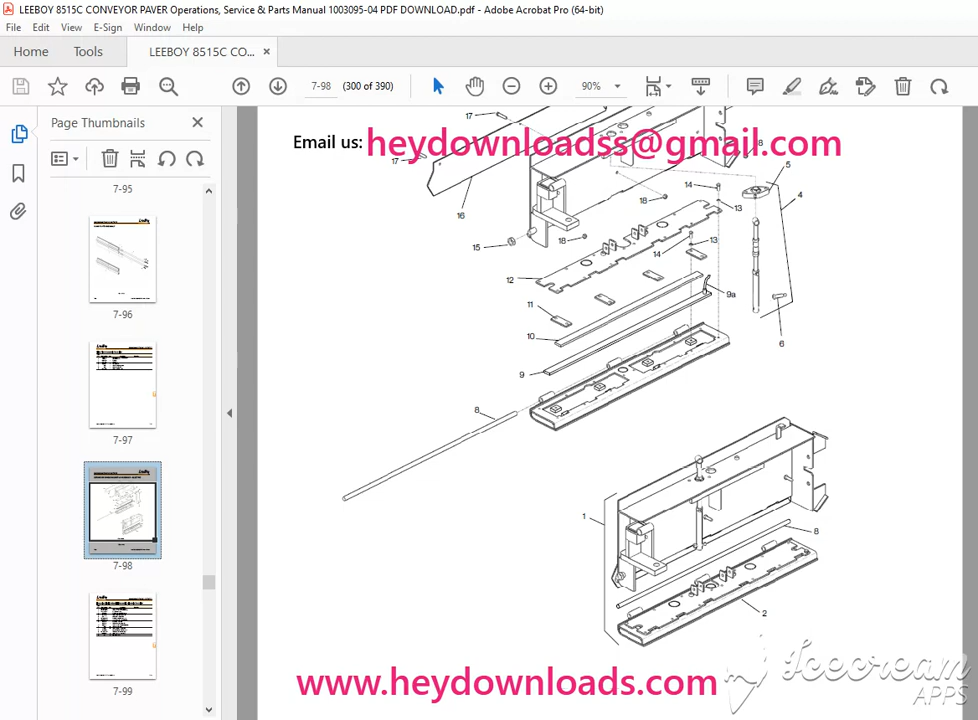 LEEBOY 8515C CONVEYOR PAVER Operations, Service & Parts Manual 1003095-04 PDF DOWNLOAD.pdf - Adobe Acrobat Pro (64-bit)
File Edit View E-Sign Window Help
Home Tools LEEBOY 8515C CO... ×
7-98 (300 of 390) 90%
Page Thumbnails
7-95
7-96
7-97
7-98
7-99
Email us: heydownloadss@gmail.com
17
8
17
5
14
4
16
18
13
15
18
14
13
12
9a
11
10
6
9
8
1
8
2
www.heydownloads.com
Icecream
APPS